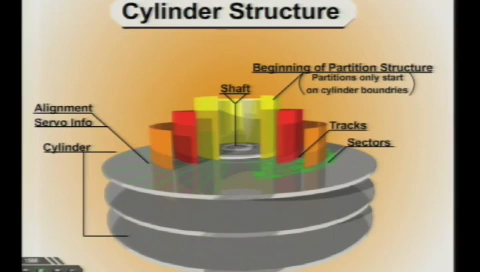 Cylinder Structure
Beginning of Partition Structure
Partitions only start
on cylinder boundries
Shaft
Alignment
Servo Info
Tracks
Sectors
Cylinder